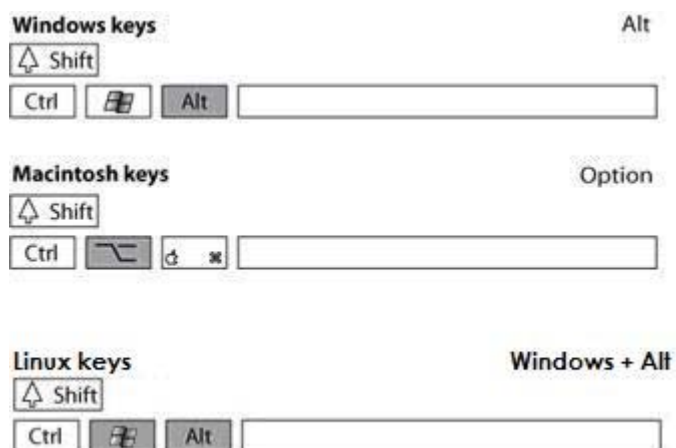 Windows keys Alt
Shift
Ctrl Alt
Macintosh keys Option
Shift
Ctrl ⌥ ⌘
Linux keys Windows + Alt
Shift
Ctrl Alt